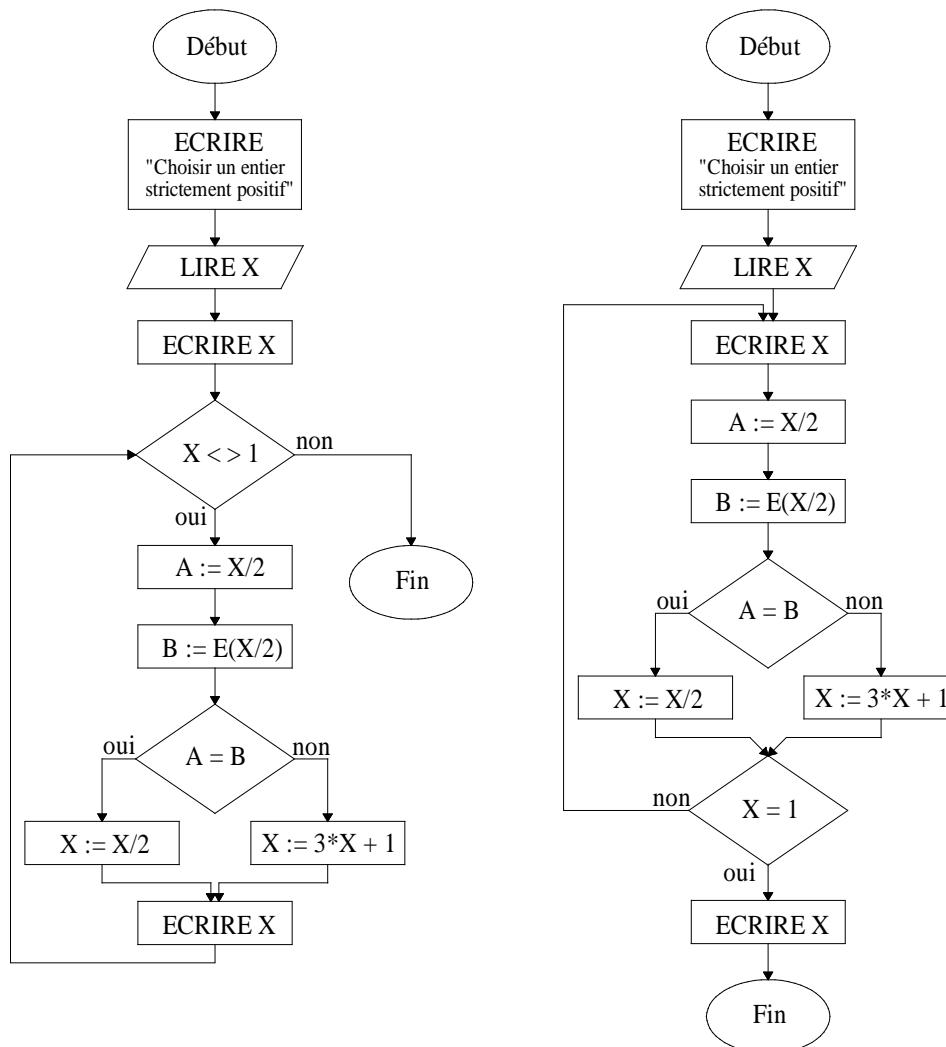 Début
ECRIRE
"Choisir un entier
strictement positif"
LIRE X
ECRIRE X
X < > 1
non
oui
A := X/2
Fin
B := E(X/2)
A = B
oui
non
X := X/2
X := 3*X + 1
ECRIRE X
Début
ECRIRE
"Choisir un entier
strictement positif"
LIRE X
ECRIRE X
A := X/2
B := E(X/2)
A = B
oui
non
X := X/2
X := 3*X + 1
X = 1
non
oui
ECRIRE X
Fin